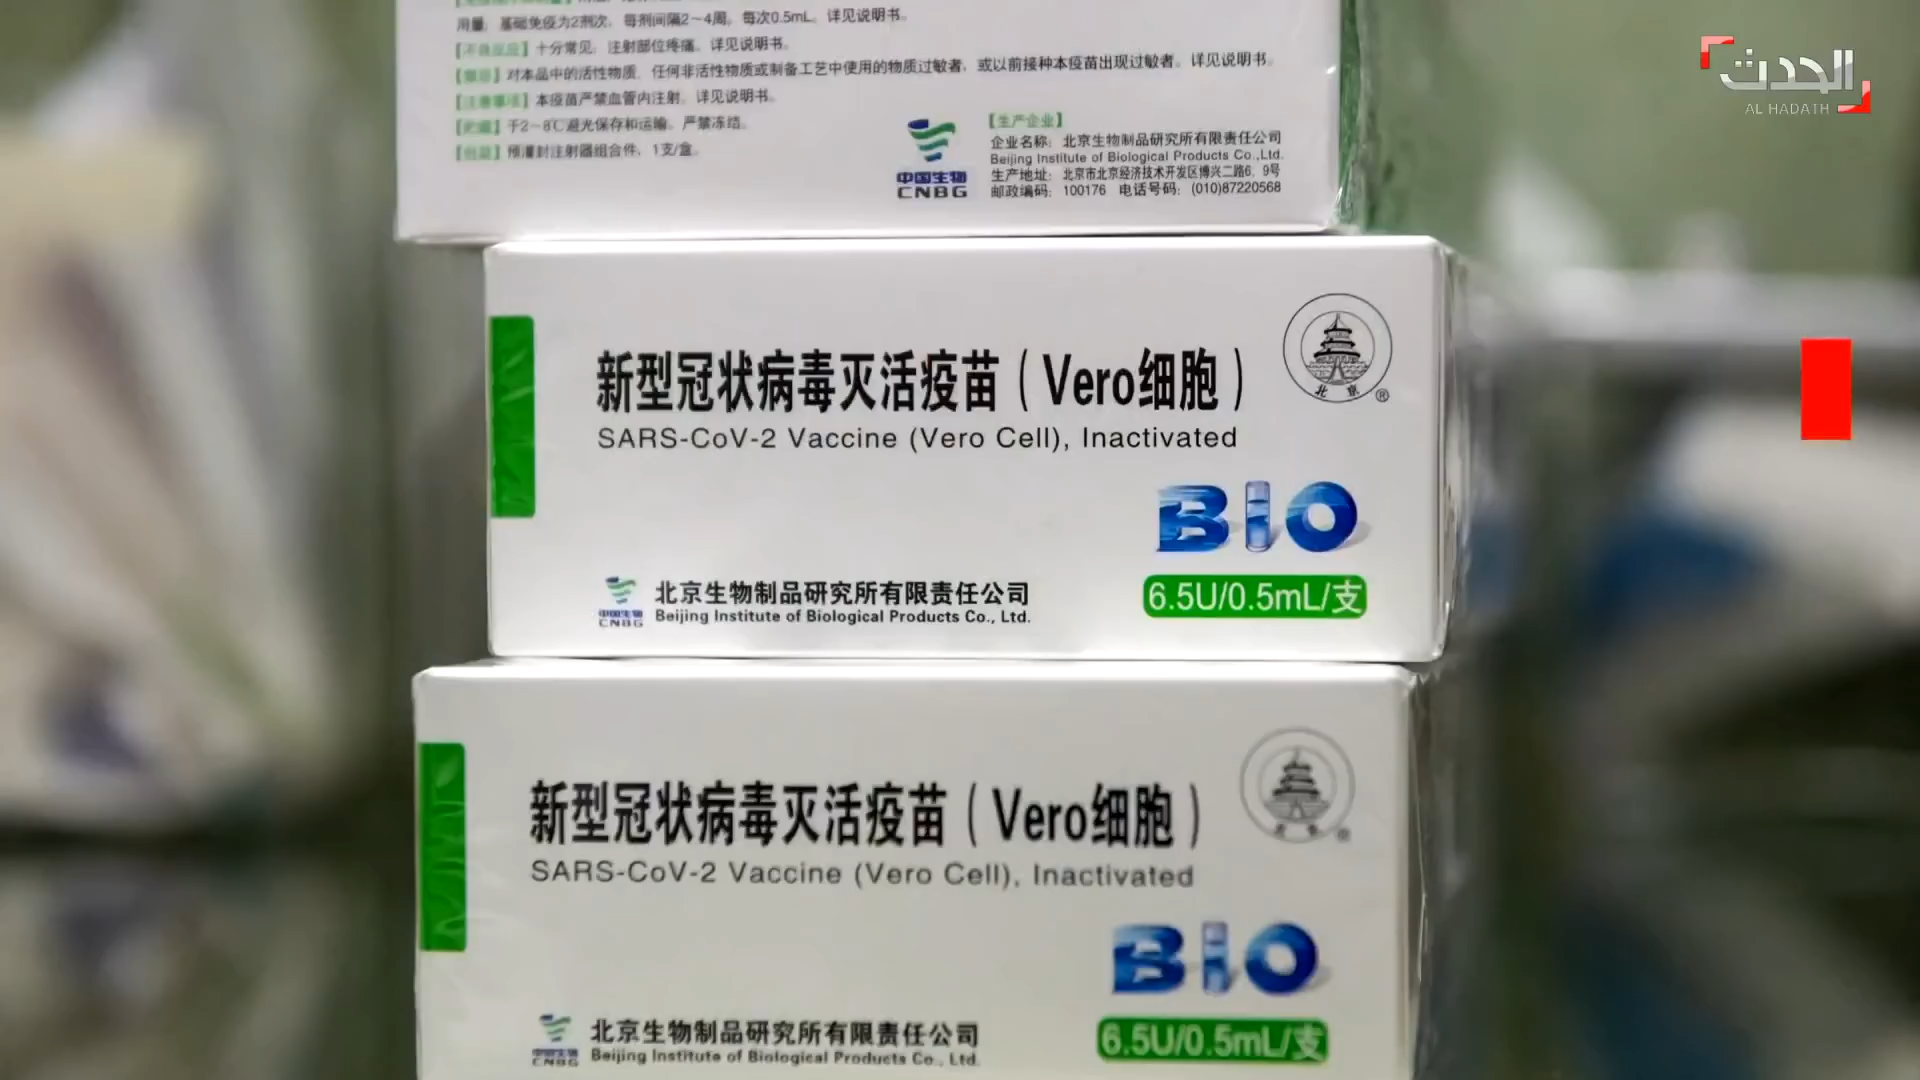 用量，基础免疫为2剂次，每剂间隔2~4周，每次0.5mL。详见说明书。
【不良反应】十分常见：注射部位疼痛。详见说明书。
【禁忌】对本品中的活性物质、任何非活性物质或制备工艺中使用的物质过敏者，或以前接种本疫苗出现过敏者。详见说明书。
【注意事项】本疫苗严禁血管内注射。详见说明书。
【贮藏】于2~8℃避光保存和运输。严禁冻结。
【包装】预灌封注射器组合件，1支/盒。
中国生物
CNBG
【生产企业】
企业名称：北京生物制品研究所有限责任公司
Beijing Institute of Biological Products Co.,Ltd.
生产地址：北京市北京经济技术开发区博兴二路6、9号
邮政编码：100176 电话号码：(010)87220568
الحدث
AL HADATH
新型冠状病毒灭活疫苗（Vero细胞）
SARS-CoV-2 Vaccine (Vero Cell), Inactivated
北京
®
BIO
6.5U/0.5mL/支
中国生物
CNBG
北京生物制品研究所有限责任公司
Beijing Institute of Biological Products Co., Ltd.
新型冠状病毒灭活疫苗（Vero细胞）
SARS-CoV-2 Vaccine (Vero Cell), Inactivated
北京
®
BIO
6.5U/0.5mL/支
中国生物
CNBG
北京生物制品研究所有限责任公司
Beijing Institute of Biological Products Co., Ltd.